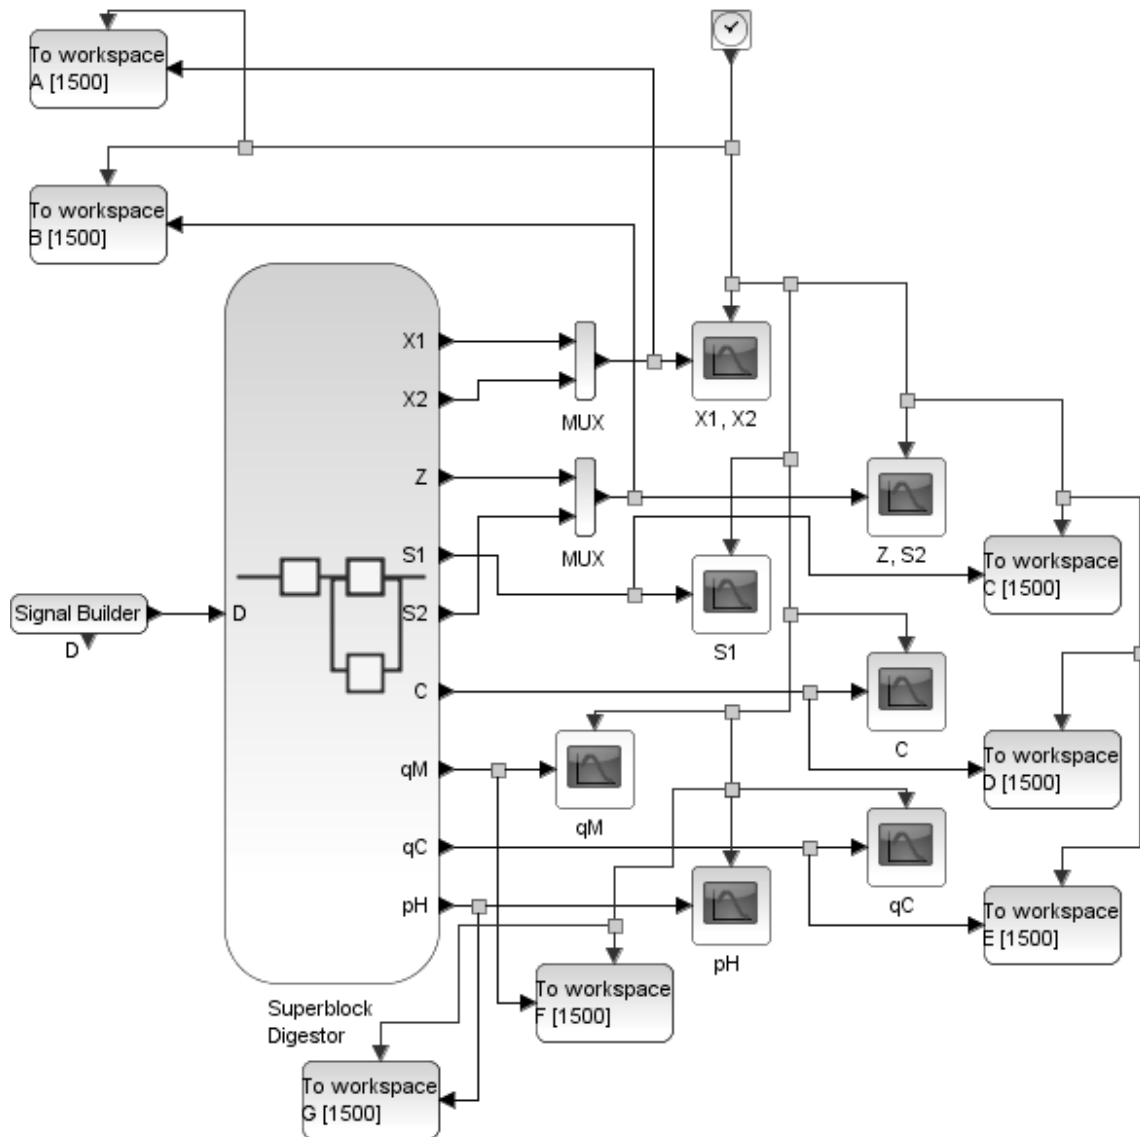 To workspace
A [1500]
To workspace
B [1500]
X1
X2
MUX
X1, X2
Z
S1
MUX
Z, S2
To workspace
C [1500]
Signal Builder
D
D
S2
S1
C
C
To workspace
D [1500]
qM
qM
qC
qC
To workspace
E [1500]
pH
pH
Superblock
Digestor
To workspace
F [1500]
To workspace
G [1500]